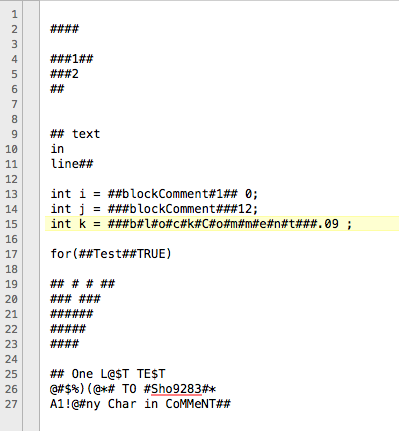 1
2 ####
3
4 ###1##
5 ###2
6 ##
7
8
9 ## text
10 in
11 line##
12
13 int i = ##blockComment#1## 0;
14 int j = ###blockComment###12;
15 int k = ###b#l#o#c#k#C#o#m#m#e#n#t###.09 ;
16
17 for(##Test##TRUE)
18
19 ## # # ##
20 ### ###
21 ######
22 #####
23 ####
24
25 ## One L@$T TE$T
26 @#$%)(@*# TO #Sho9283#*
27 A1!@#ny Char in CoMMeNT##